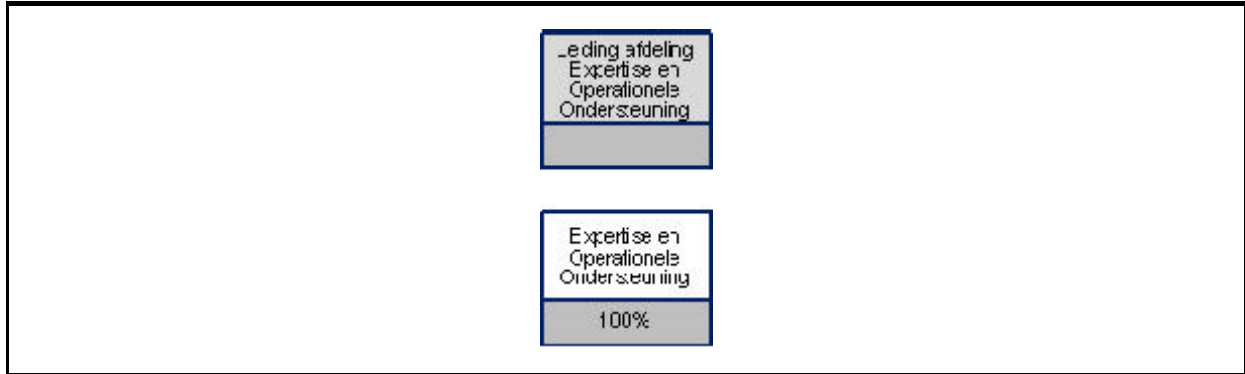 Leiding afdeling
Expertise en
Operationele
Ondersteuning
Expertise en
Operationele
Ondersteuning
100%